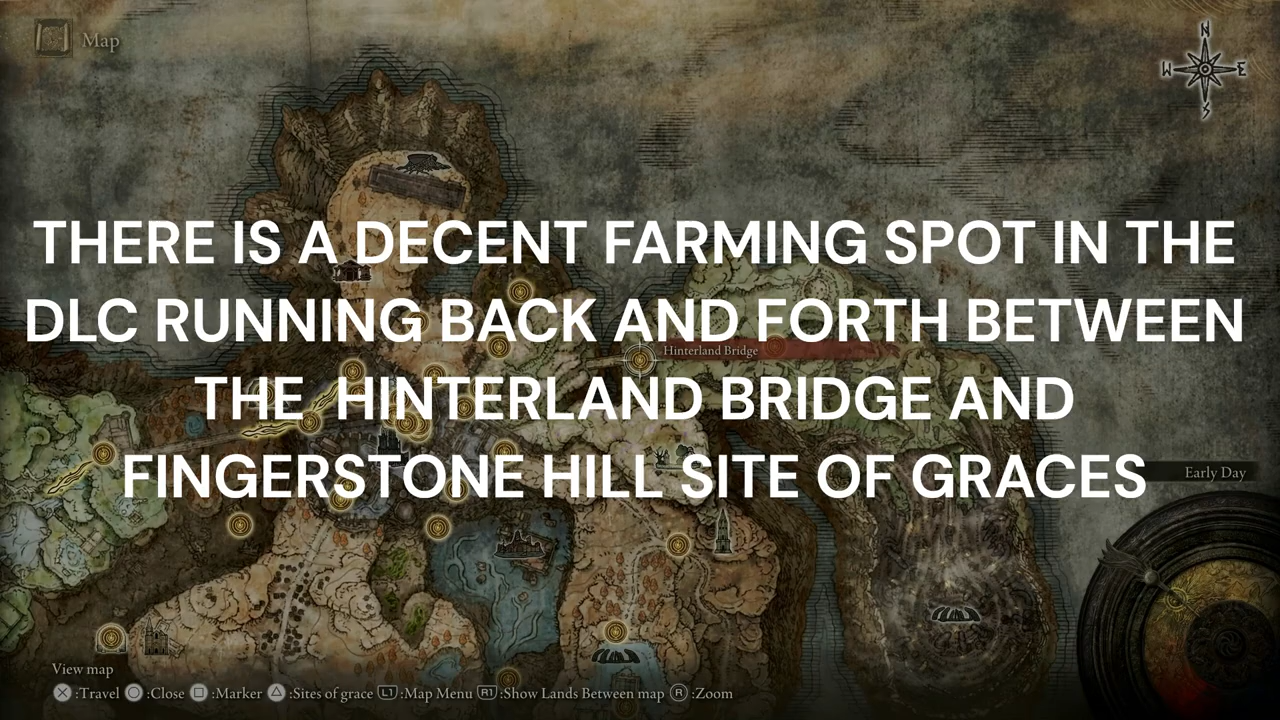 Map
N
W E
S
THERE IS A DECENT FARMING SPOT IN THE
DLC RUNNING BACK AND FORTH BETWEEN
Hinterland Bridge
THE HINTERLAND BRIDGE AND
FINGERSTONE HILL SITE OF GRACES
Early Day
View map
:Travel :Close :Marker :Sites of grace L1 :Map Menu R1 :Show Lands Between map R :Zoom